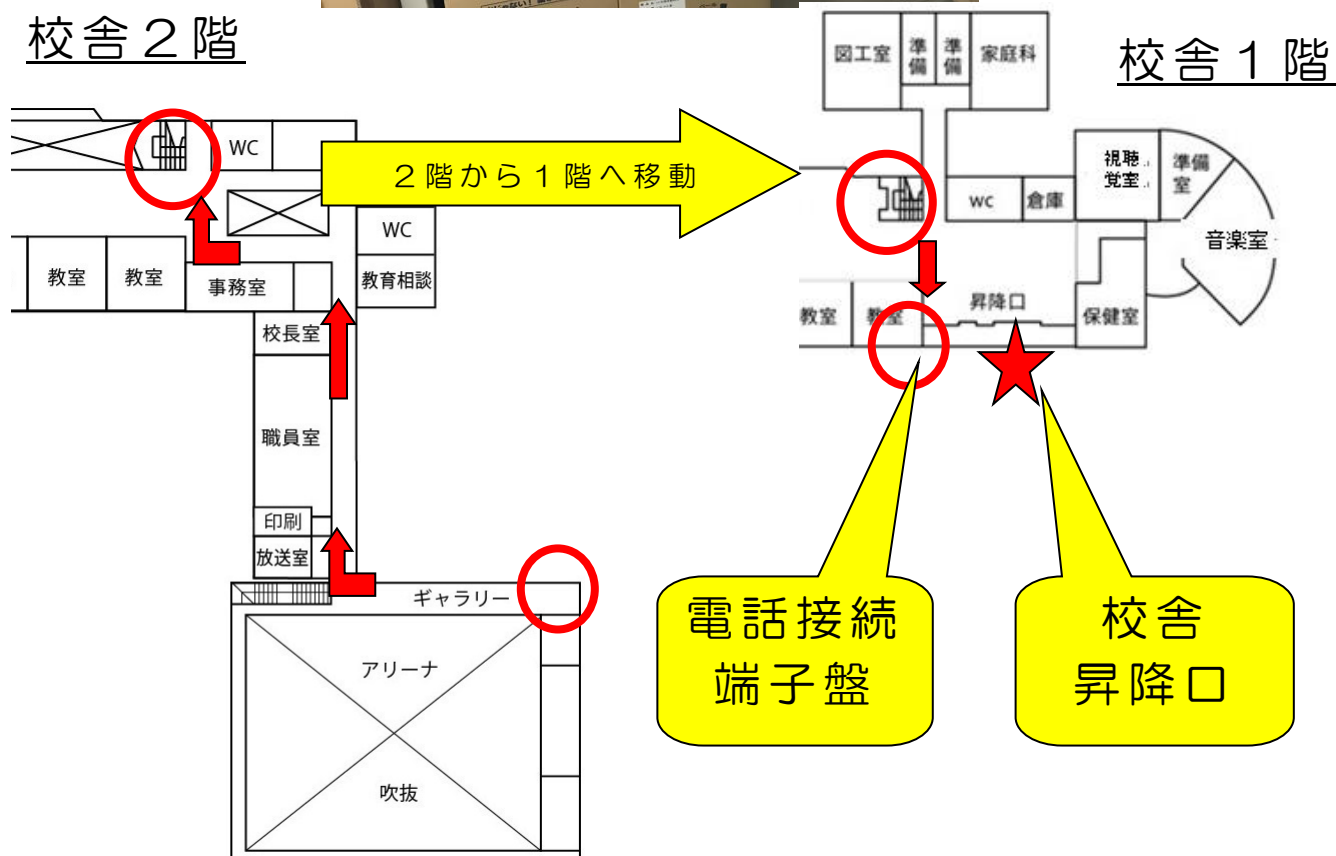 校舎２階
校舎１階
図工室
準備
準備
家庭科
WC
２階から１階へ移動
視聴覚室
準備室
WC
倉庫
音楽室
WC
教育相談
教室
教室
事務室
校長室
昇降口
教室
教室
保健室
職員室
印刷
放送室
ギャラリー
アリーナ
吹抜
電話接続
端子盤
校舎
昇降口